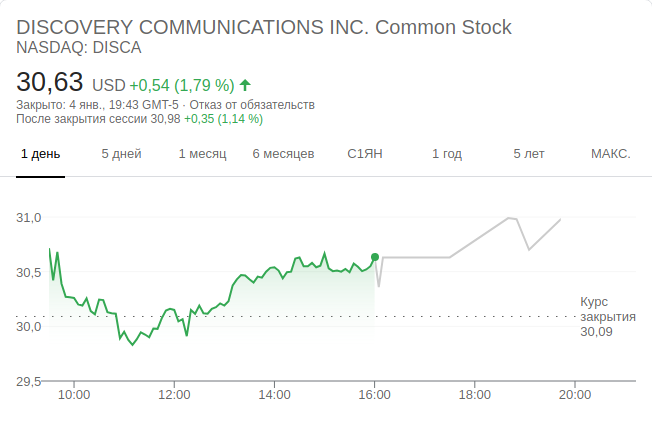 DISCOVERY COMMUNICATIONS INC. Common Stock
NASDAQ: DISCA
30,63 USD +0,54 (1,79 %)
Закрыто: 4 янв., 19:43 GMT-5 · Отказ от обязательств
После закрытия сессии 30,98 +0,35 (1,14 %)
1 день 5 дней 1 месяц 6 месяцев С1ЯН 1 год 5 лет МАКС.
31,0
30,5
30,0
29,5
Курс
закрытия
30,09
10:00 12:00 14:00 16:00 18:00 20:00